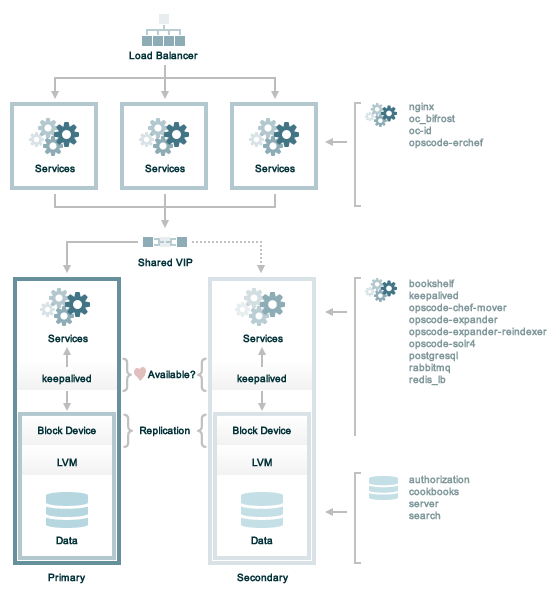 Load Balancer
Services
Services
Services
nginx
oc_bifrost
oc-id
opscode-erchef
Shared VIP
Services
Services
bookshelf
keepalived
opscode-chef-mover
opscode-expander
opscode-expander-reindexer
opscode-solr4
postgresql
rabbitmq
redis_lb
keepalived
Available?
keepalived
Block Device
Replication
Block Device
LVM
LVM
Data
Data
authorization
cookbooks
server
search
Primary
Secondary